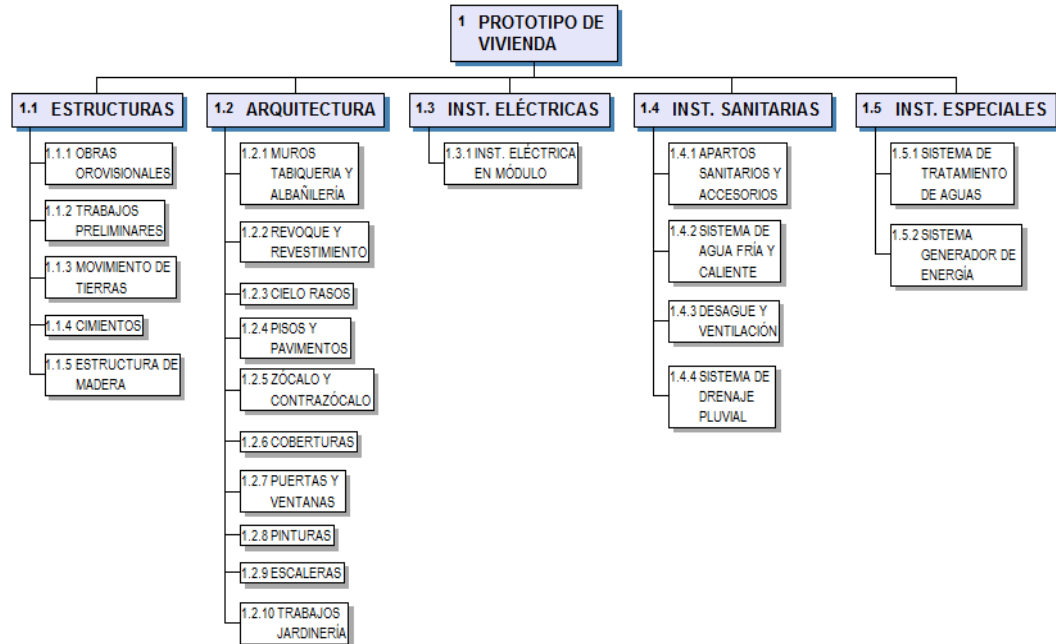 1 PROTOTIPO DE
VIVIENDA
1.1 ESTRUCTURAS
1.1.1 OBRAS
OROVISIONALES
1.1.2 TRABAJOS
PRELIMINARES
1.1.3 MOVIMIENTO DE
TIERRAS
1.1.4 CIMIENTOS
1.1.5 ESTRUCTURA DE
MADERA
1.2 ARQUITECTURA
1.2.1 MUROS
TABIQUERIA Y
ALBAÑILERÍA
1.2.2 REVOQUE Y
REVESTIMIENTO
1.2.3 CIELO RASOS
1.2.4 PISOS Y
PAVIMENTOS
1.2.5 ZÓCALO Y
CONTRAZÓCALO
1.2.6 COBERTURAS
1.2.7 PUERTAS Y
VENTANAS
1.2.8 PINTURAS
1.2.9 ESCALERAS
1.2.10 TRABAJOS
JARDINERÍA
1.3 INST. ELÉCTRICAS
1.3.1 INST. ELÉCTRICA
EN MÓDULO
1.4 INST. SANITARIAS
1.4.1 APARTOS
SANITARIOS Y
ACCESORIOS
1.4.2 SISTEMA DE
AGUA FRÍA Y
CALIENTE
1.4.3 DESAGUE Y
VENTILACIÓN
1.4.4 SISTEMA DE
DRENAJE
PLUVIAL
1.5 INST. ESPECIALES
1.5.1 SISTEMA DE
TRATAMIENTO
DE AGUAS
1.5.2 SISTEMA
GENERADOR DE
ENERGÍA